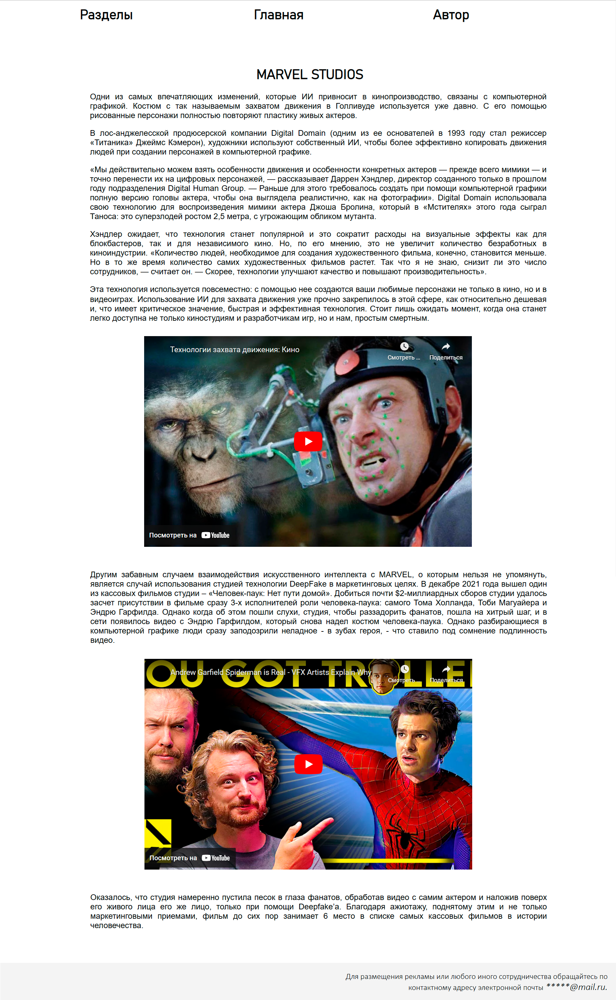 Разделы
Главная
Автор
MARVEL STUDIOS
Одни из самых впечатляющих изменений, которые ИИ привносит в кинопроизводство, связаны с компьютерной
графикой. Костюм с так называемым захватом движения в Голливуде используется уже давно. С его помощью
рисованные персонажи полностью повторяют пластику живых актеров.
В лос-анджелесской продюсерской компании Digital Domain (одним из ее основателей в 1993 году стал режиссер
«Титаника» Джеймс Кэмерон), художники используют собственный ИИ, чтобы более эффективно копировать движения
людей при создании персонажей в компьютерной графике.
«Мы действительно можем взять особенности движения и особенности конкретных актеров — прежде всего мимики — и
точно перенести их на цифровых персонажей, — рассказывает Даррен Хэндлер, директор созданного только в прошлом
году подразделения Digital Human Group. — Раньше для этого требовалось создать при помощи компьютерной графики
полную версию головы актера, чтобы она выглядела реалистично, как на фотографии». Digital Domain использовала
свою технологию для воспроизведения мимики актера Джоша Бролина, который в «Мстителях» этого года сыграл
Таноса: это суперзлодей ростом 2,5 метра, с угрожающим обликом мутанта.
Хэндлер ожидает, что технология станет популярной и это сократит расходы на визуальные эффекты как для
блокбастеров, так и для независимого кино. Но, по его мнению, это не увеличит количество безработных в
киноиндустрии. «Количество людей, необходимое для создания художественного фильма, конечно, становится меньше.
Но в то же время количество самих художественных фильмов растет. Так что я не знаю, снизит ли это число
сотрудников, — считает он. — Скорее, технологии улучшают качество и повышают производительность».
Эта технология используется повсеместно: с помощью нее создаются ваши любимые персонажи не только в кино, но и в
видеоиграх. Использование ИИ для захвата движения уже прочно закрепилось в этой сфере, как относительно дешевая
и, что имеет критическое значение, быстрая и эффективная технология. Стоит лишь ожидать момент, когда она станет
легко доступна не только киностудиям и разработчикам игр, но и нам, простым смертным.
Технологии захвата движения: Кино
Смотреть ...
Поделиться
Посмотреть на YouTube
Другим забавным случаем взаимодействия искусственного интеллекта с MARVEL, о которым нельзя не упомянуть,
является случай использования студией технологии DeepFake в маркетинговых целях. В декабре 2021 года вышел один
из кассовых фильмов студии – «Человек-паук: Нет пути домой». Добиться почти $2-миллиардных сборов студии удалось
засчет присутствии в фильме сразу 3-х исполнителей роли человека-паука: самого Тома Холланда, Тоби Магуайера и
Эндрю Гарфилда. Однако когда об этом пошли слухи, студия, чтобы раззадорить фанатов, пошла на хитрый шаг, и в
сети появилось видео с Эндрю Гарфилдом, который снова надел костюм человека-паука. Однако разбирающиеся в
компьютерной графике люди сразу заподозрили неладное - в зубах героя, - что ставило под сомнение подлинность
видео.
OU GOT TR LLE
Andrew Garfield Spiderman is Real - VFX Artists Explain Why
Смотреть ...
Поделиться
Посмотреть на YouTube
Оказалось, что студия намеренно пустила песок в глаза фанатов, обработав видео с самим актером и наложив поверх
его живого лица его же лицо, только при помощи Deepfake’а. Благодаря ажиотажу, поднятому этим и не только
маркетинговыми приемами, фильм до сих пор занимает 6 место в списке самых кассовых фильмов в истории
человечества.
Для размещения рекламы или любого иного сотрудничества обращайтесь по
контактному адресу электронной почты *****@mail.ru.